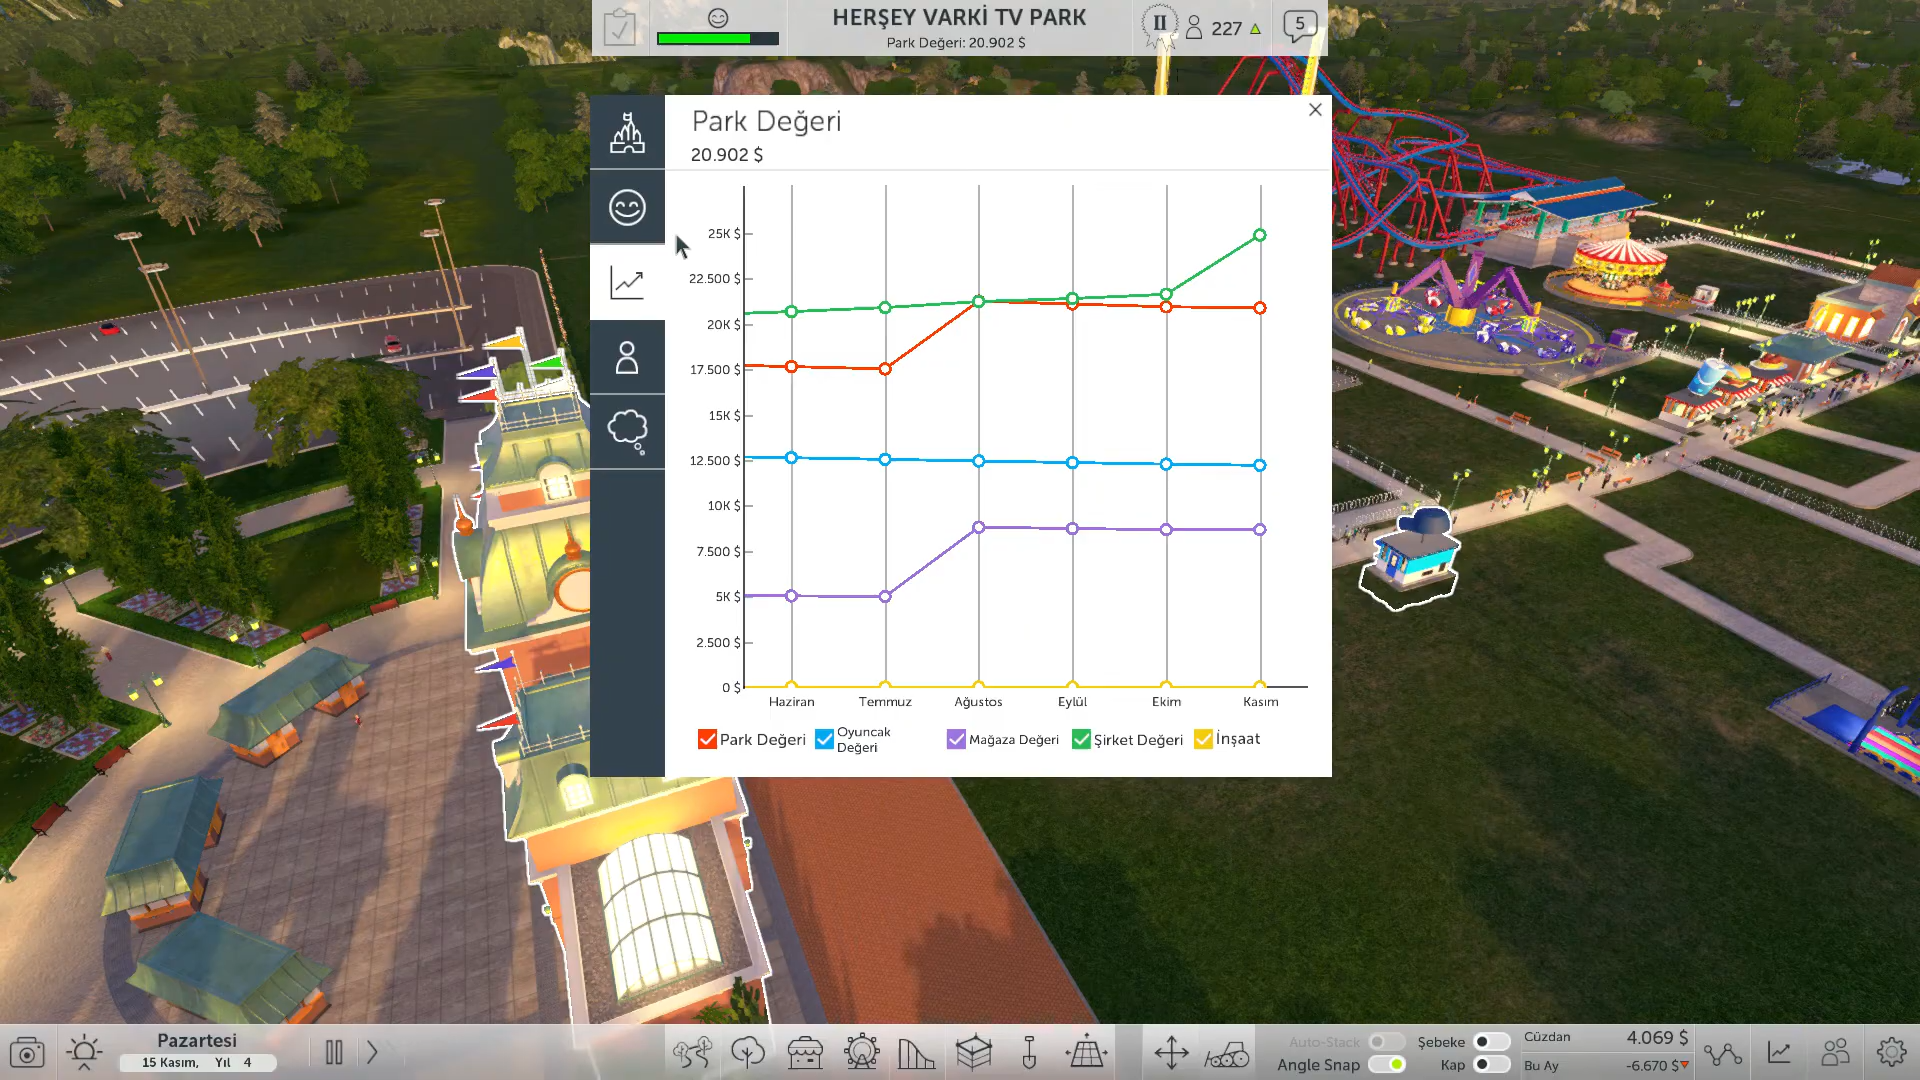 HERŞEY VARKİ TV PARK
Park Değeri: 20.902 $
II
227
5
Park Değeri
20.902 $
25K $
22.500 $
20K $
17.500 $
15K $
12.500 $
10K $
7.500 $
5K $
2.500 $
0 $
Haziran Temmuz Ağustos Eylül Ekim Kasım
Park Değeri Oyuncak Değeri Mağaza Değeri Şirket Değeri İnşaat
Pazartesi
15 Kasım, Yıl 4
Auto-Stack
Angle Snap
Şebeke
Kap
Cüzdan 4.069 $
Bu Ay -6.670 $